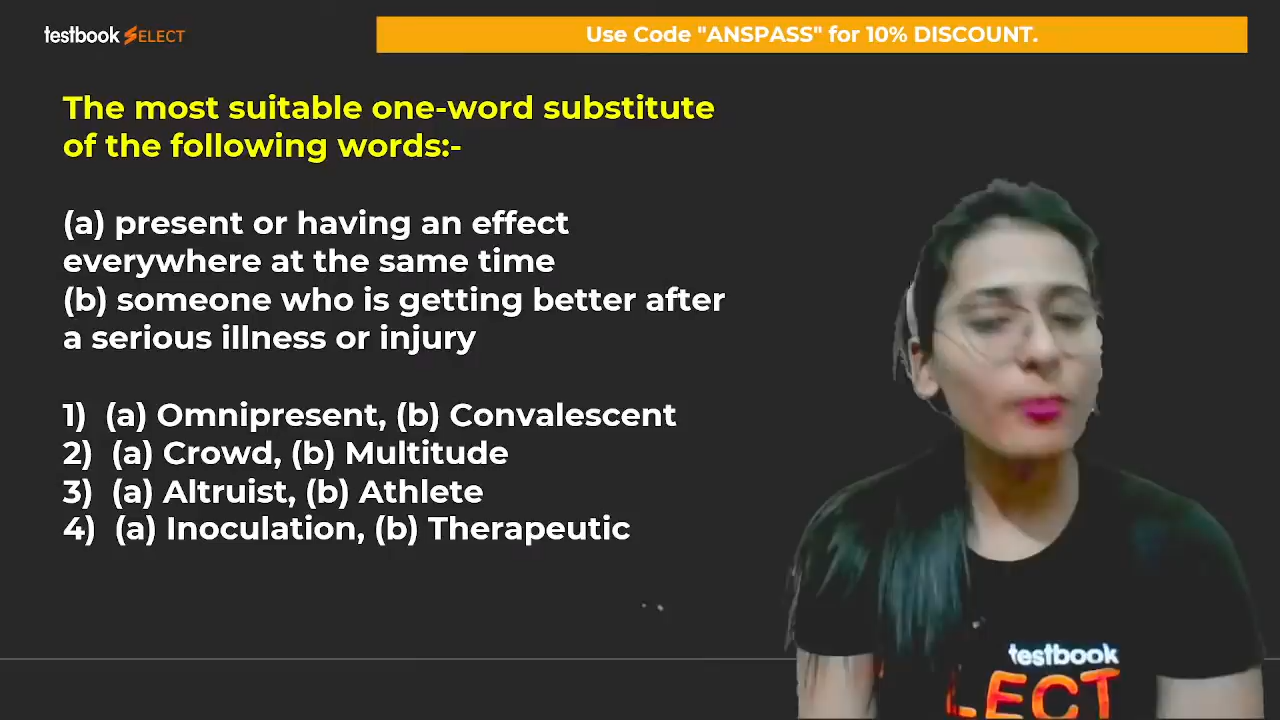 testbook SELECT
Use Code "ANSPASS" for 10% DISCOUNT.
The most suitable one-word substitute
of the following words:-
(a) present or having an effect
everywhere at the same time
(b) someone who is getting better after
a serious illness or injury
1) (a) Omnipresent, (b) Convalescent
2) (a) Crowd, (b) Multitude
3) (a) Altruist, (b) Athlete
4) (a) Inoculation, (b) Therapeutic
testbook
LECT